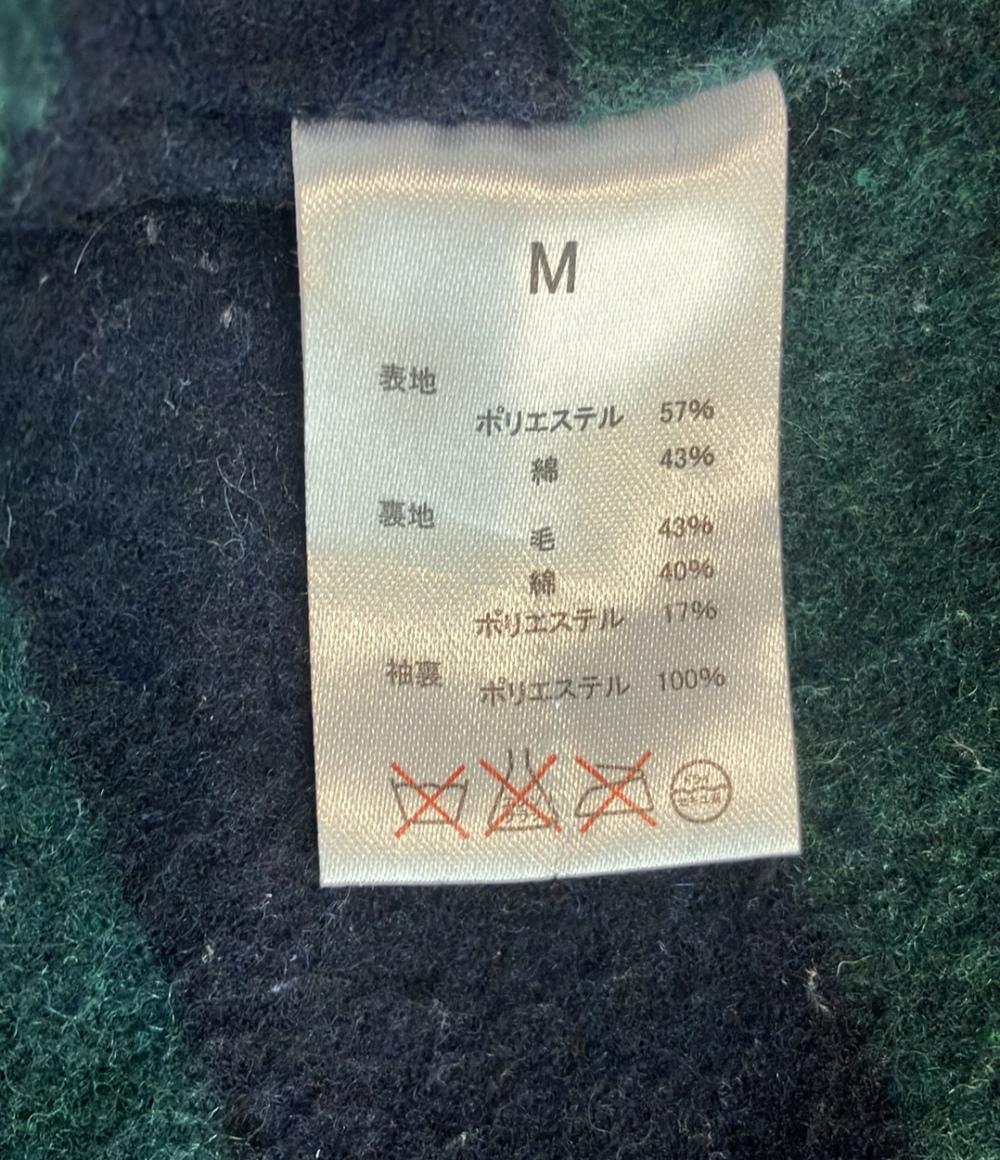 M
表地
ポリエステル 57%
綿 43%
裏地
毛 43%
綿 40%
ポリエステル 17%
袖裏
ポリエステル 100%